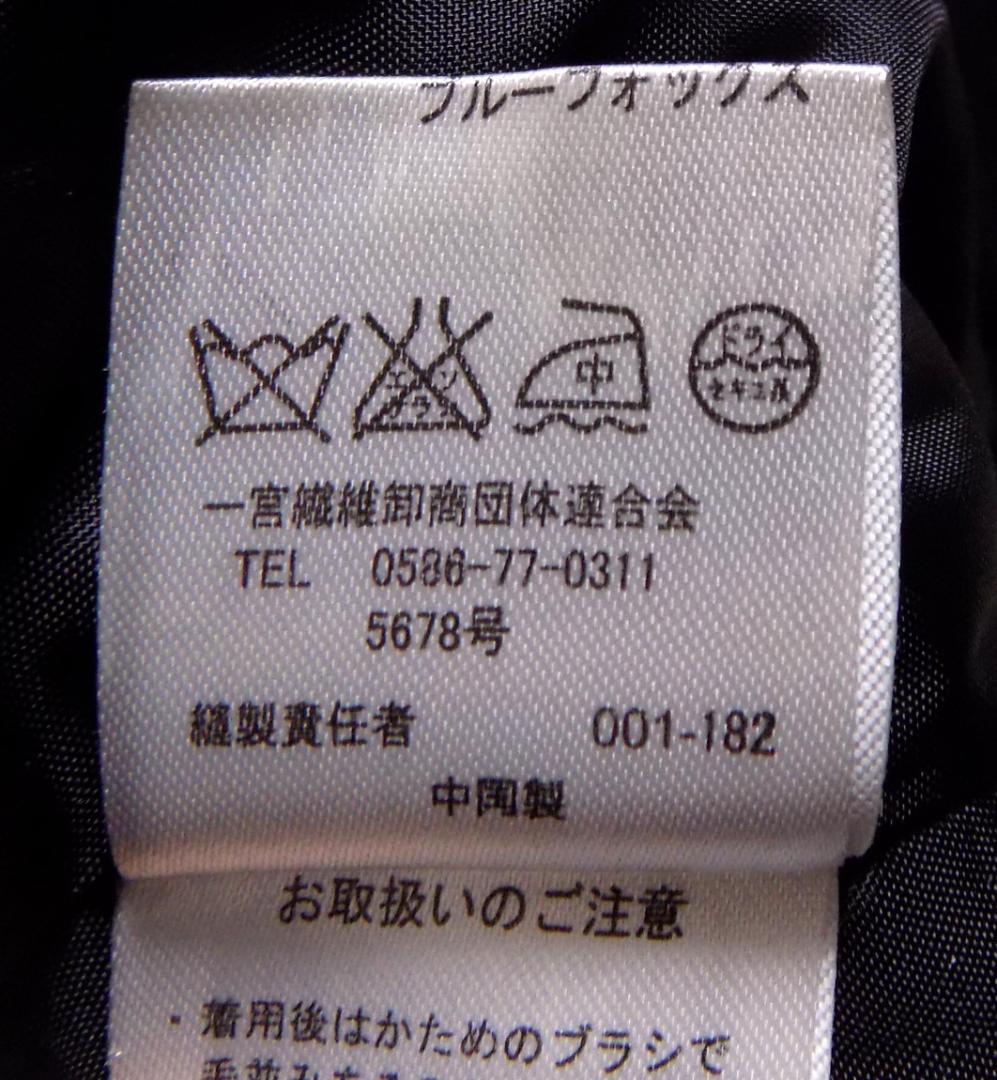 ブルーフォックス
エンソ
サラシ
中
ドライ
セキユ系
一宮繊維卸商団体連合会
TEL 0586-77-0311
5678号
縫製責任者 001-182
中国製
お取扱いのご注意
・着用後はかためのブラシで
毛並み